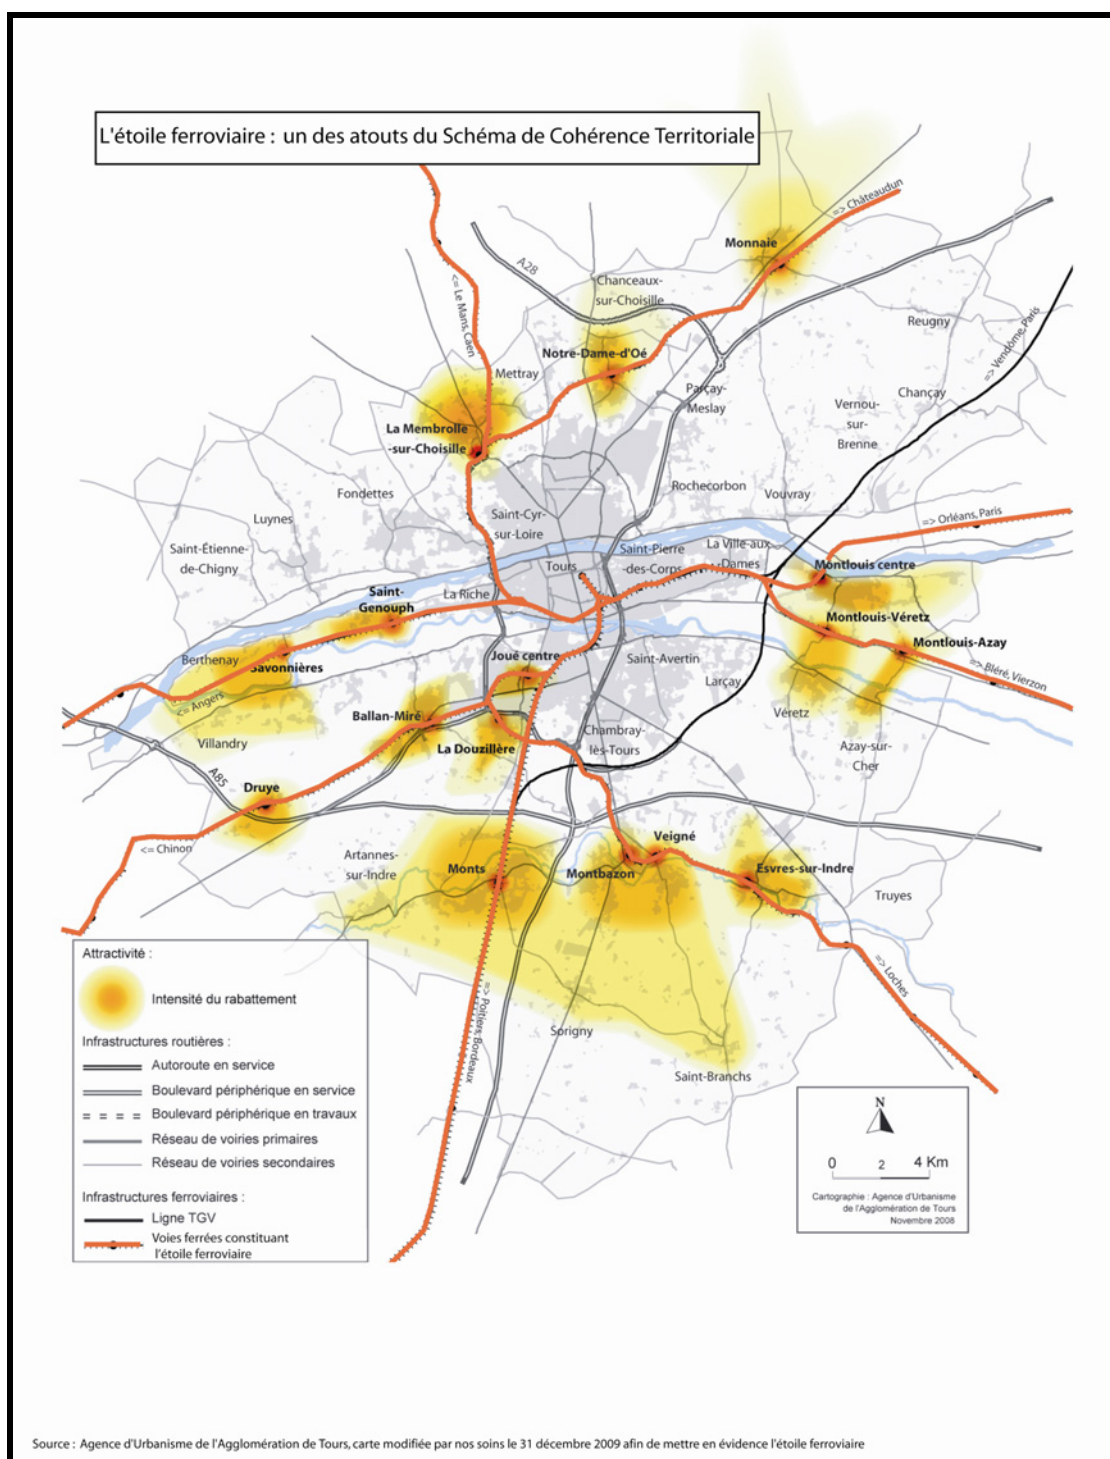 L'étoile ferroviaire : un des atouts du Schéma de Cohérence Territoriale
=> Châteaudun
Monnaie
A28
<= Le Mans, Caen
Chanceaux-
sur-Choisille
Reugny
=> Vendôme, Paris
Notre-Dame-d'Oé
Mettray
Parçay-
Meslay
Chançay
Vernou-
sur-
Brenne
La Membrolle
-sur-Choisille
Fondettes
Rochecorbon
Vouvray
Luynes
Saint-Cyr-
sur-Loire
=> Orléans, Paris
Saint-Étienne-
de-Chigny
Saint-Pierre
-des-Corps
La Ville-aux
-Dames
Tours
Montlouis centre
Saint-
Genouph
La Riche
Montlouis-Véretz
Montlouis-Azay
Berthenay
Savonnières
Joué centre
Saint-Avertin
Larçay
=> Bléré, Vierzon
<= Angers
Ballan-Miré
Véretz
Villandry
La Douzillère
Chambray-
lès-Tours
Azay-sur-
Cher
A85
Druye
<= Chinon
Artannes-
sur-Indre
Monts
Montbazon
Veigné
Esvres-sur-Indre
Truyes
=> Loches
=> Poitiers, Bordeaux
Sorigny
Saint-Branchs
Attractivité :
Intensité du rabattement
Infrastructures routières :
Autoroute en service
Boulevard périphérique en service
Boulevard périphérique en travaux
Réseau de voiries primaires
Réseau de voiries secondaires
Infrastructures ferroviaires :
Ligne TGV
Voies ferrées constituant
l'étoile ferroviaire
N
0 2 4 Km
Cartographie : Agence d'Urbanisme
de l'Agglomération de Tours
Novembre 2008
Source : Agence d'Urbanisme de l'Agglomération de Tours, carte modifiée par nos soins le 31 décembre 2009 afin de mettre en évidence l'étoile ferroviaire